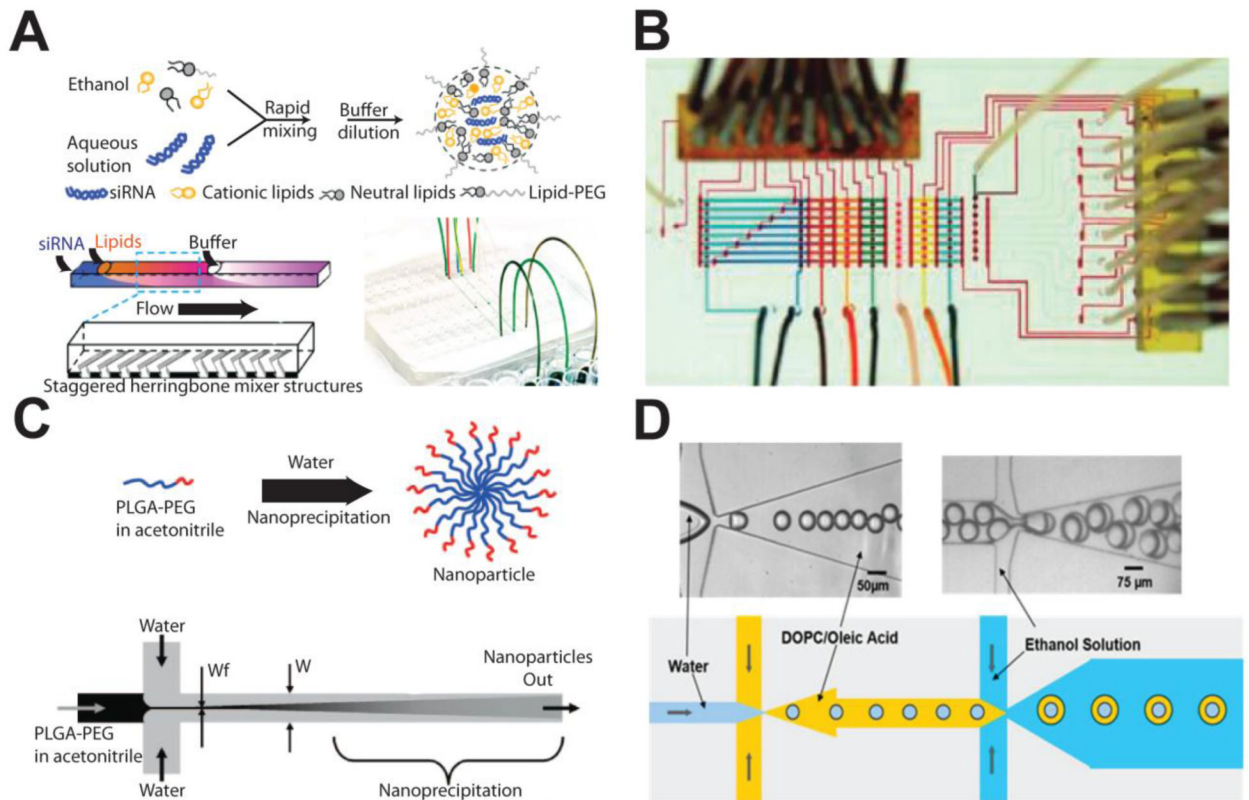 A
Ethanol
Aqueous
solution
Rapid
mixing
Buffer
dilution
siRNA Cationic lipids Neutral lipids Lipid-PEG
siRNA Lipids Buffer
Flow
Staggered herringbone mixer structures
B
C
PLGA-PEG
in acetonitrile
Water
Nanoprecipitation
Nanoparticle
Water
Wf
W
Nanoparticles
Out
PLGA-PEG
in acetonitrile
Water
Nanoprecipitation
D
50µm
75 µm
DOPC/Oleic Acid
Ethanol Solution
Water